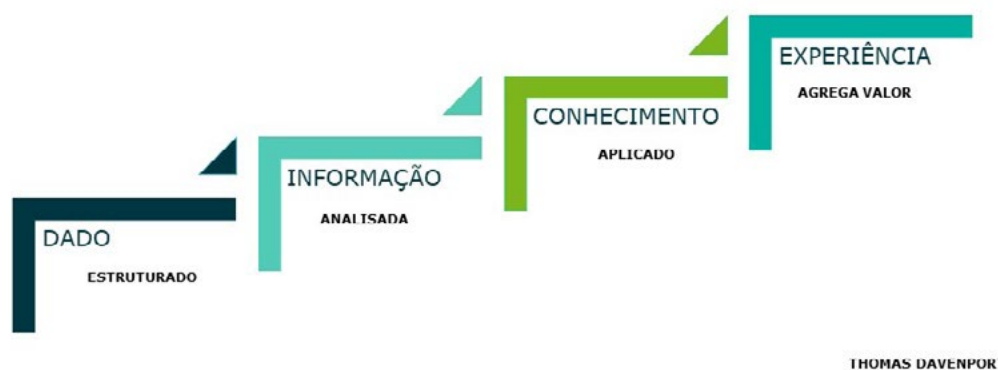 DADO
ESTRUTURADO
INFORMAÇÃO
ANALISADA
CONHECIMENTO
APLICADO
EXPERIÊNCIA
AGREGA VALOR
THOMAS DAVENPOR